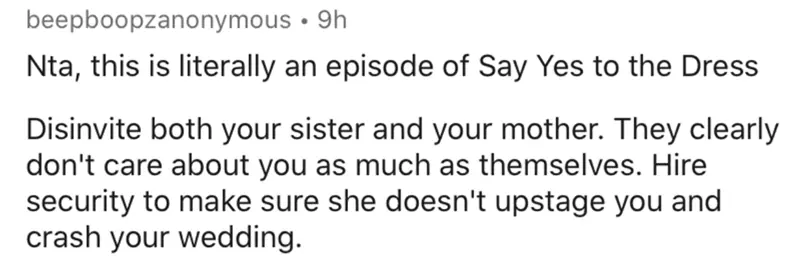 beepboopzanonymous • 9h
Nta, this is literally an episode of Say Yes to the Dress
Disinvite both your sister and your mother. They clearly
don't care about you as much as themselves. Hire
security to make sure she doesn't upstage you and
crash your wedding.